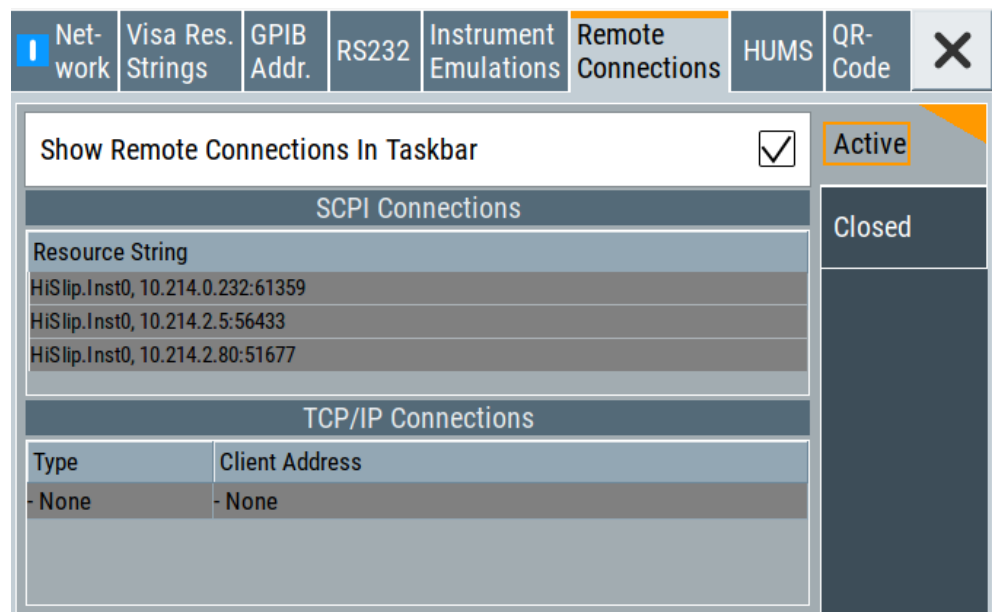 Net-
work
Visa Res.
Strings
GPIB
Addr.
RS232
Instrument
Emulations
Remote
Connections
HUMS
QR-
Code
Show Remote Connections In Taskbar
Active
Closed
SCPI Connections
Resource String
HiSlip.Inst0, 10.214.0.232:61359
HiSlip.Inst0, 10.214.2.5:56433
HiSlip.Inst0, 10.214.2.80:51677
TCP/IP Connections
Type Client Address
- None - None